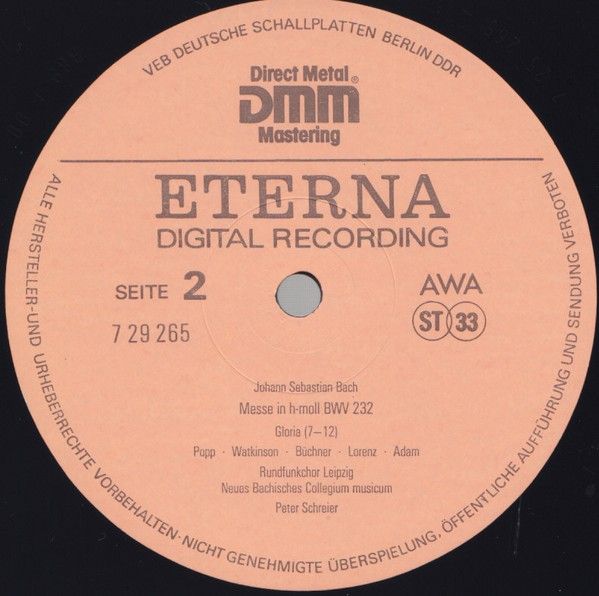 VEB DEUTSCHE SCHALLPLATTEN BERLIN DDR
Direct Metal
DMM®
Mastering
ETERNA
DIGITAL RECORDING
SEITE 2
AWA
7 29 265
ST 33
Johann Sebastian Bach
Messe in h-moll BWV 232
Gloria (7–12)
Popp · Watkinson · Büchner · Lorenz · Adam
Rundfunkchor Leipzig
Neues Bachisches Collegium musicum
Peter Schreier
ALLE HERSTELLER-UND URHEBERRECHTE VORBEHALTEN·NICHT GENEHMIGTE ÜBERSPIELUNG, ÖFFENTLICHE AUFFÜHRUNG UND SENDUNG VERBOTEN